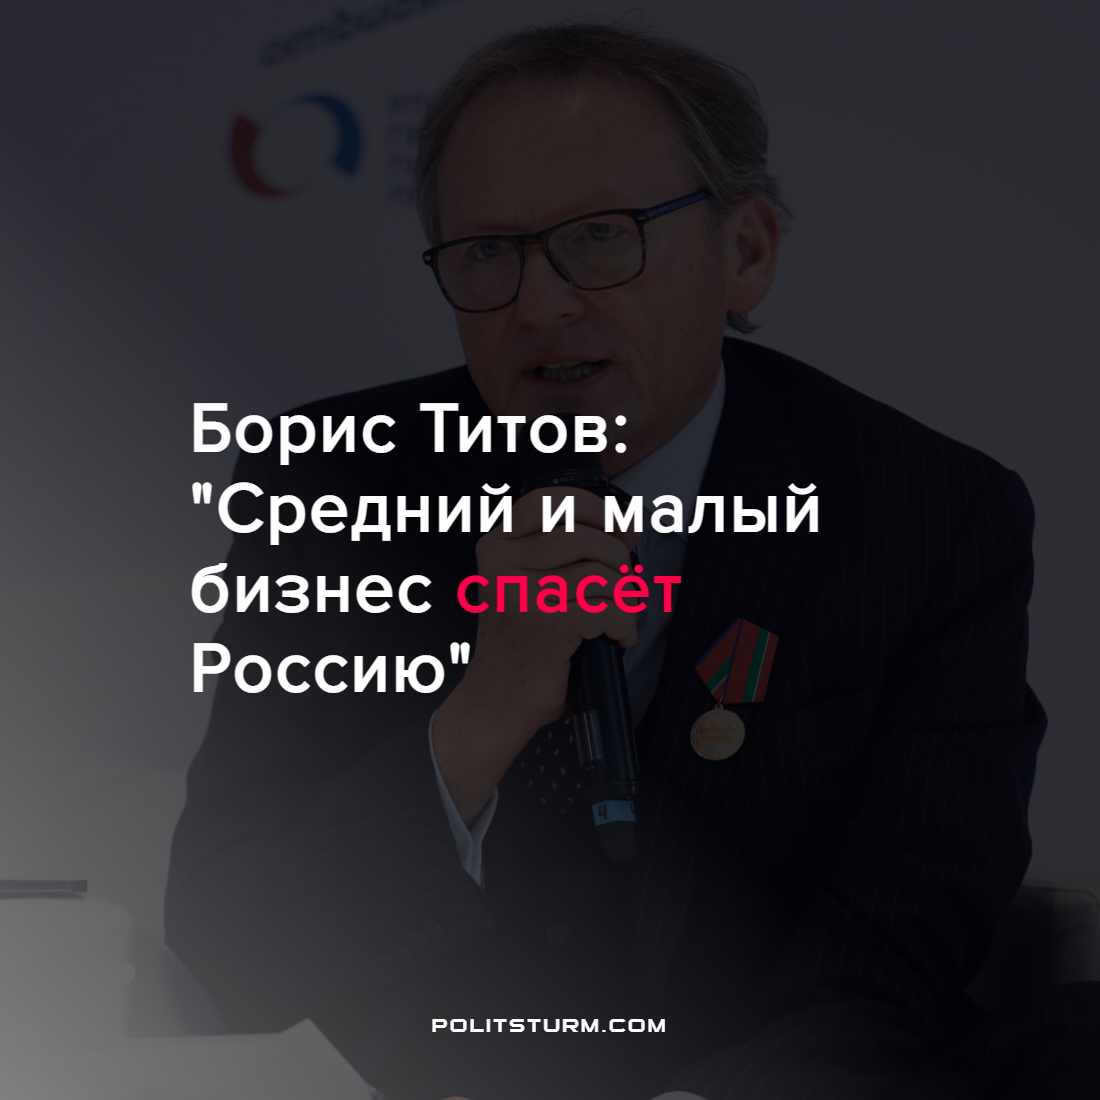 Борис Титов:
"Средний и малый
бизнес спасёт
Россию"
POLITSTURM.COM